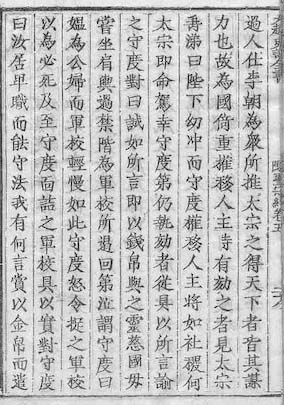 過人仕李朝為衆所推太宗之得天下者皆其謀
力也故為國倚重權移人主時有劾之者見太宗
涕曰陛下幼冲而守度權移人主將如社稷何
太宗即命駕幸守度第仍執劾者從具以所言諭
之守度對曰誠如所言即以錢帛與之靈慈國母
嘗坐肩輿過禁階為軍校所遏回第泣謂守度曰
媪為公婦而軍校輕慢如此守度怒令捉之軍校
以為必死及至守度面詰之軍校具以實對守度
曰汝居卑職而能守法我有何言賞以金帛而遣